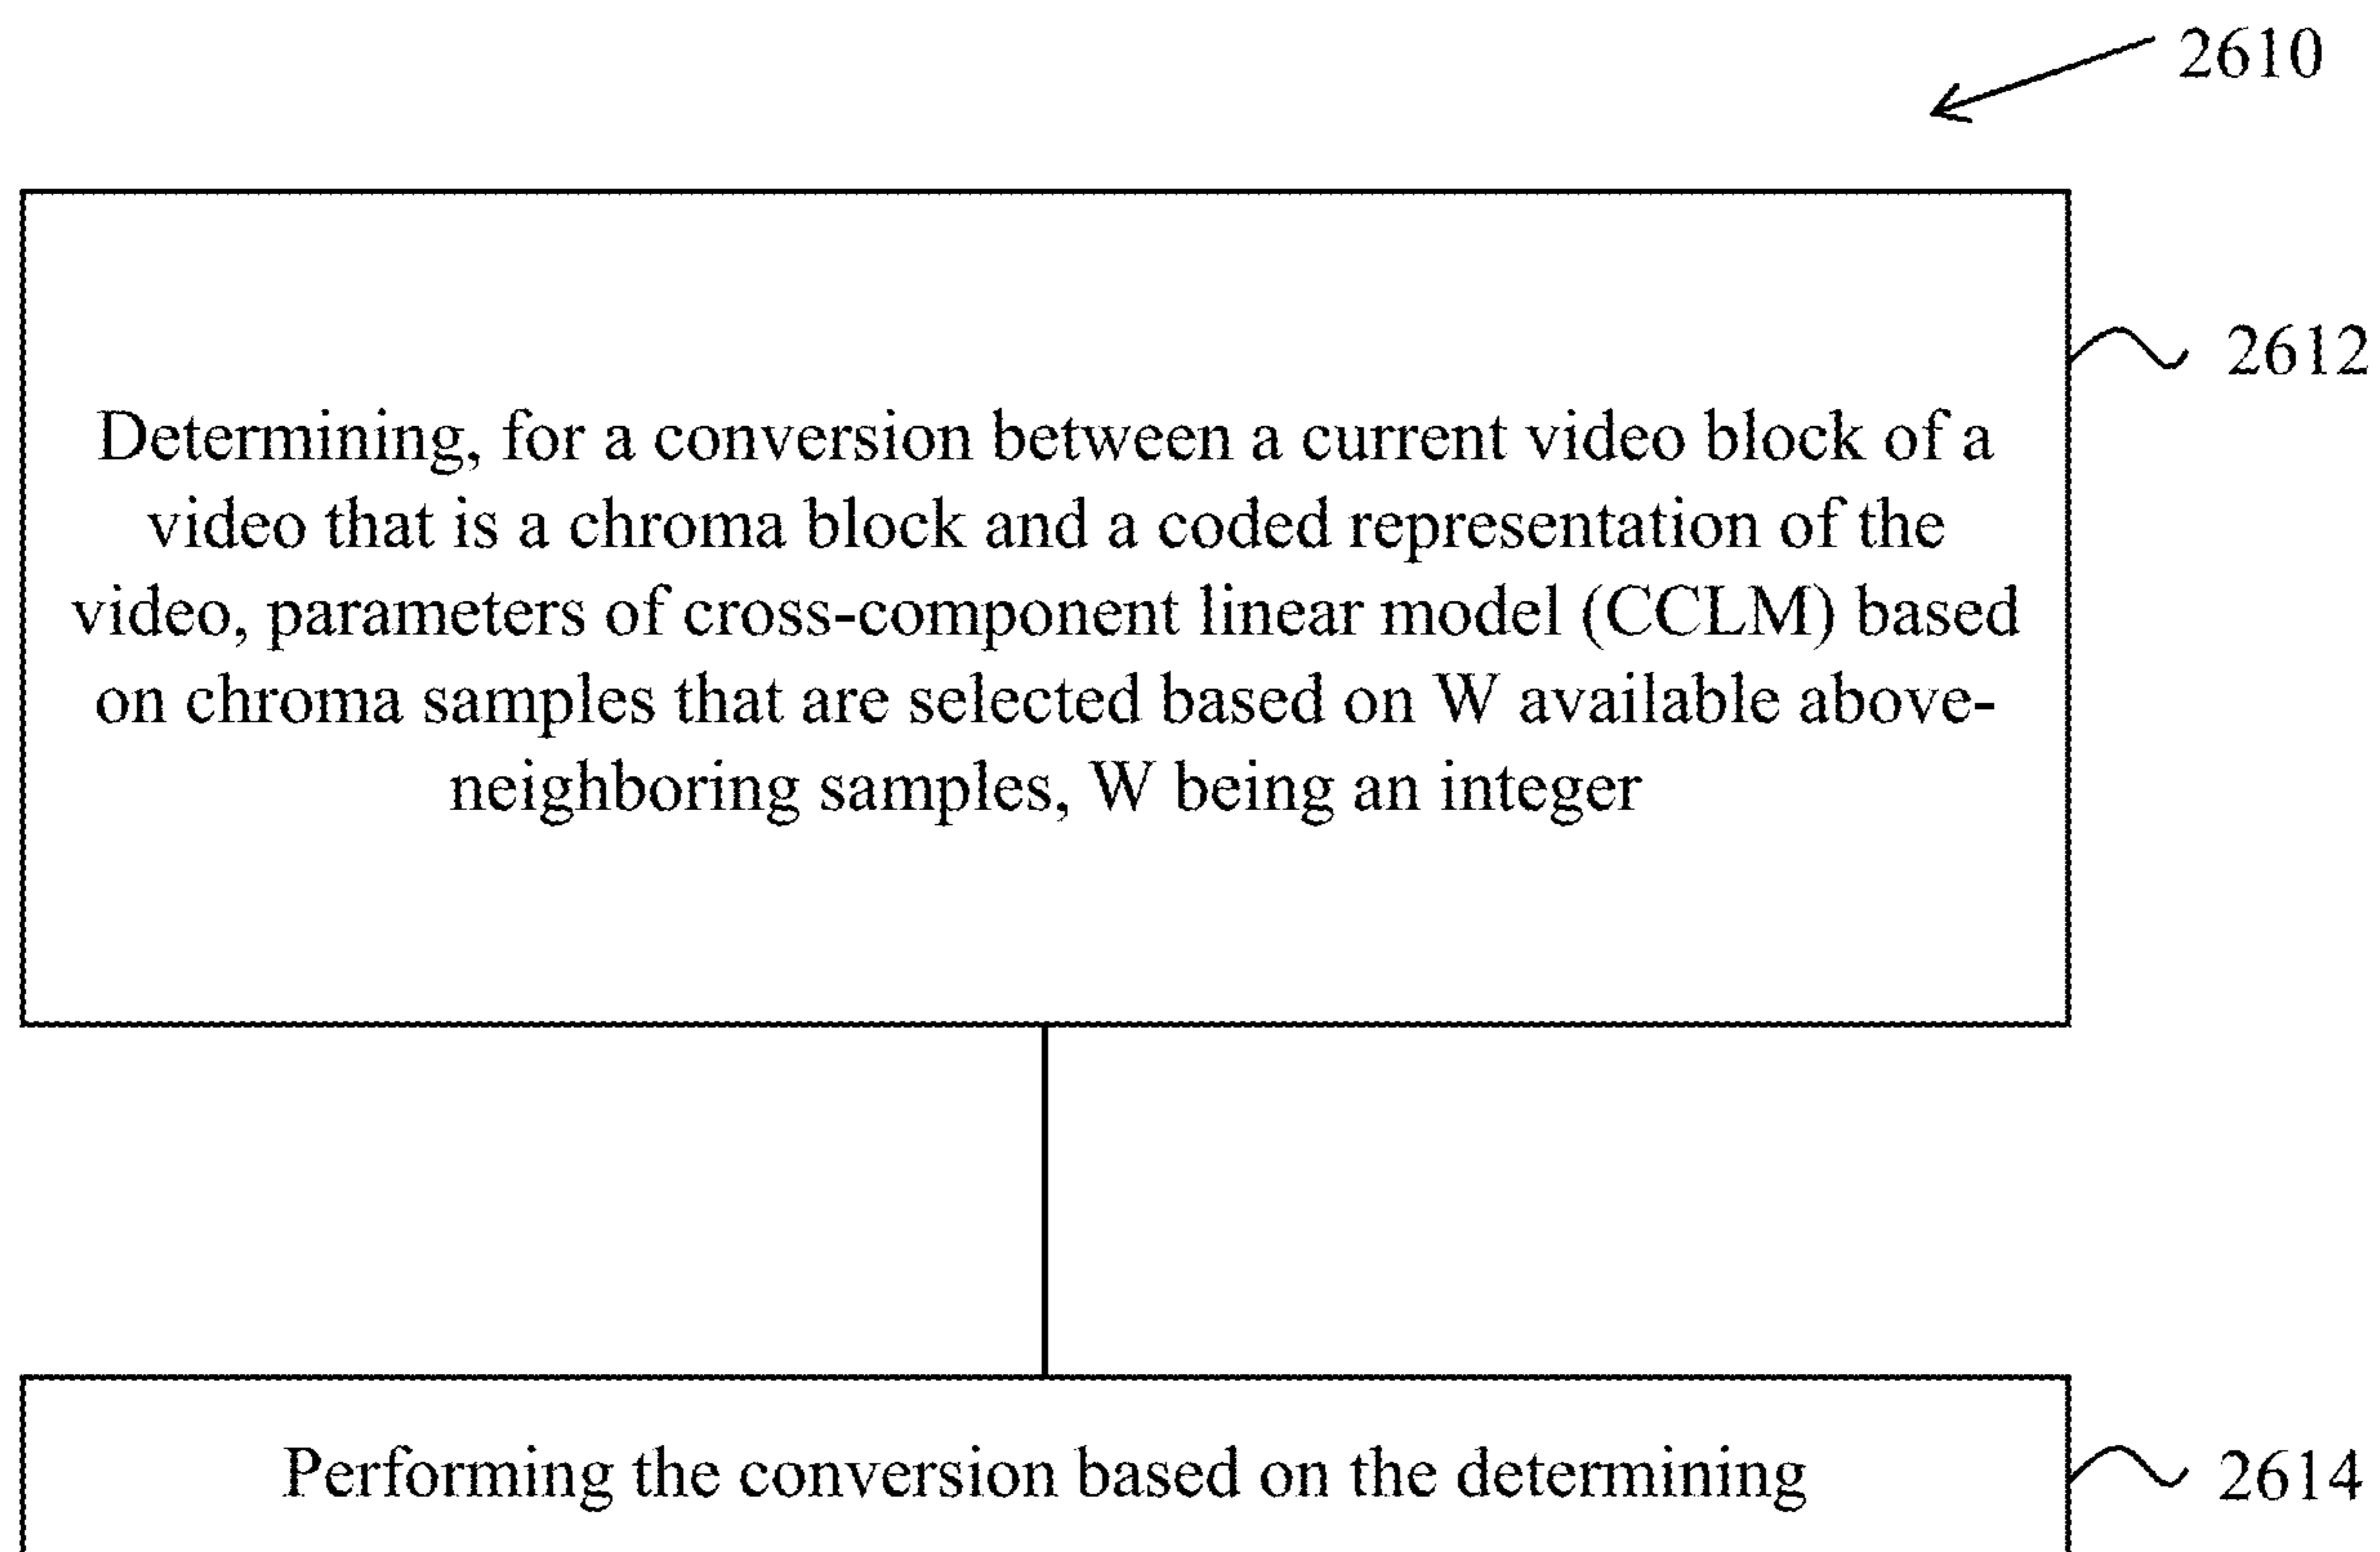 2610
2612
Determining, for a conversion between a current video block of a
video that is a chroma block and a coded representation of the
video, parameters of cross-component linear model (CCLM) based
on chroma samples that are selected based on W available above-
neighboring samples, W being an integer
Performing the conversion based on the determining
2614